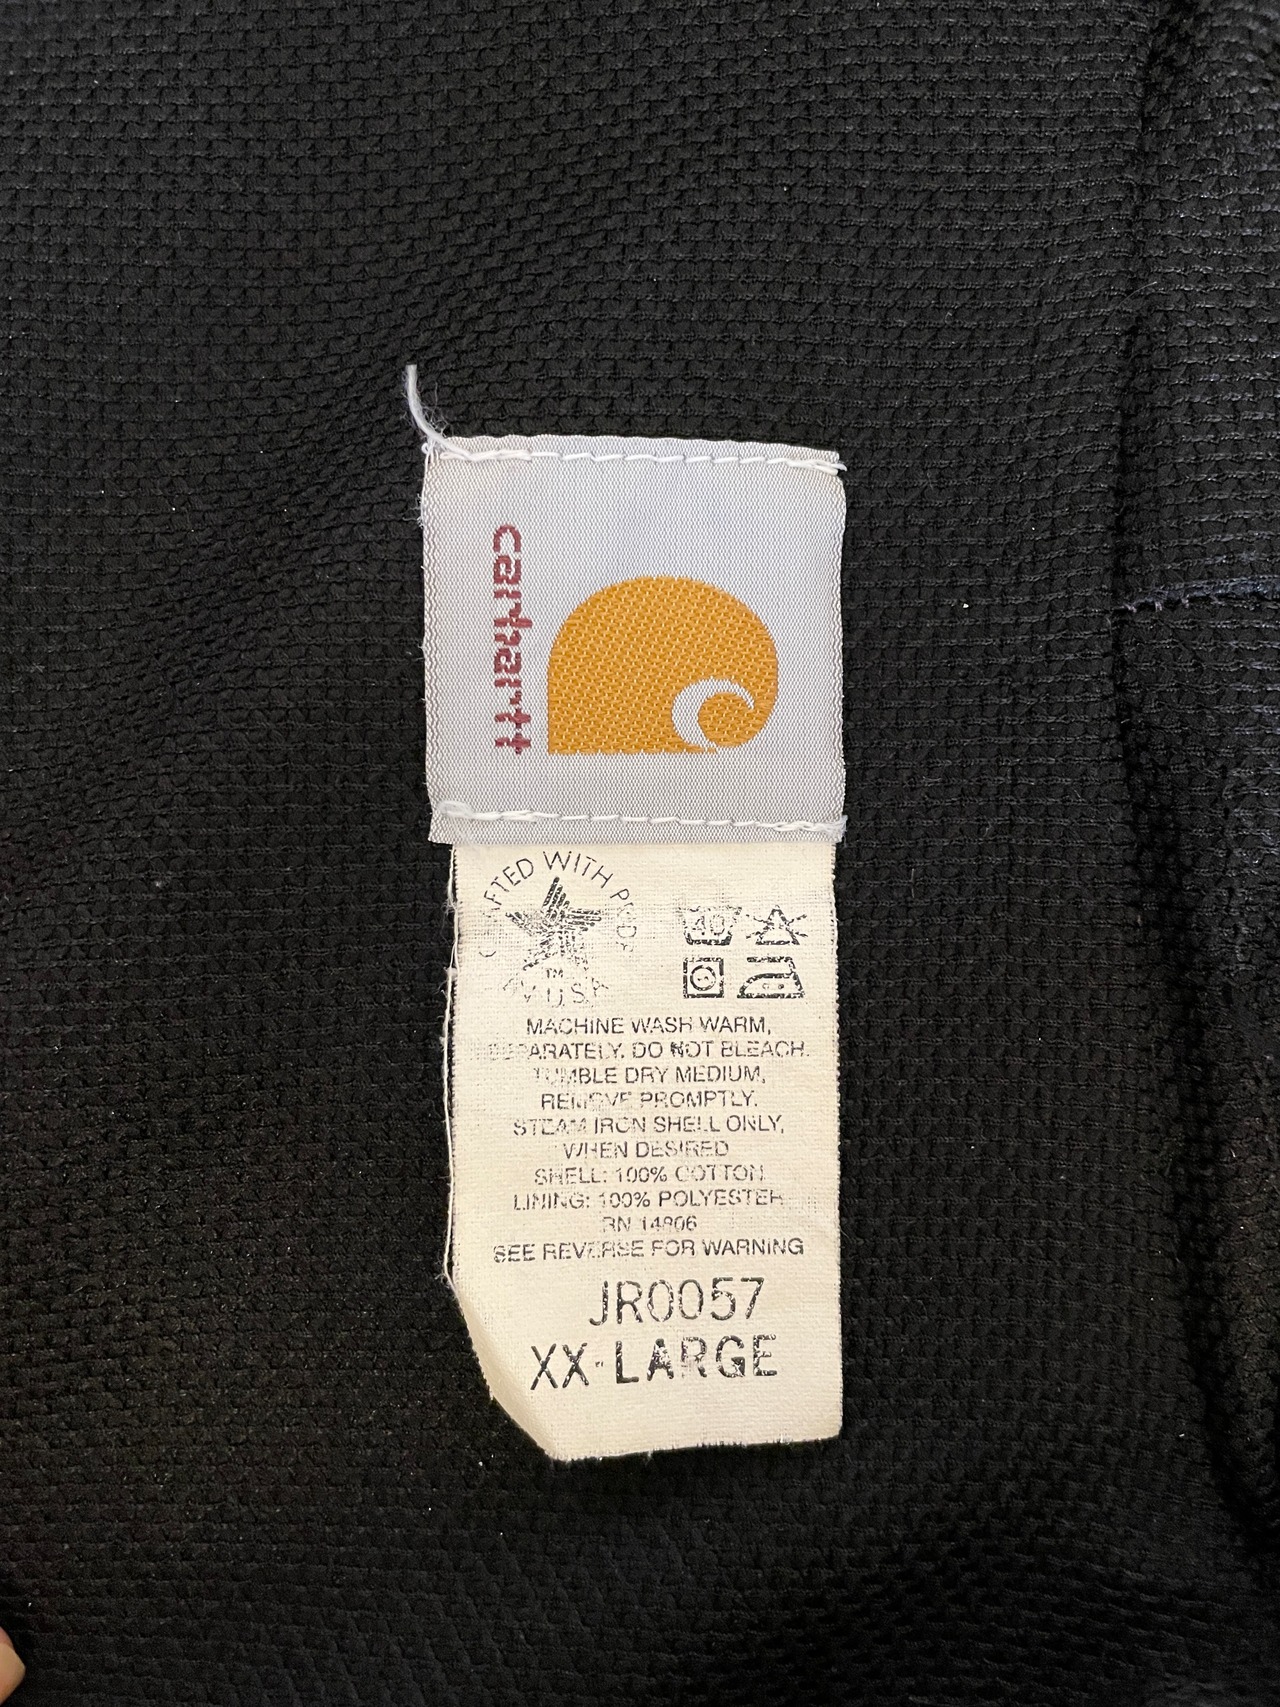 carhartt
CRAFTED WITH PRIDE
TM
IN U.S.A.
40
MACHINE WASH WARM,
SEPARATELY. DO NOT BLEACH.
TUMBLE DRY MEDIUM,
REMOVE PROMPTLY.
STEAM IRON SHELL ONLY,
WHEN DESIRED
SHELL: 100% COTTON
LINING: 100% POLYESTER
RN 14806
SEE REVERSE FOR WARNING
JR0057
XX-LARGE